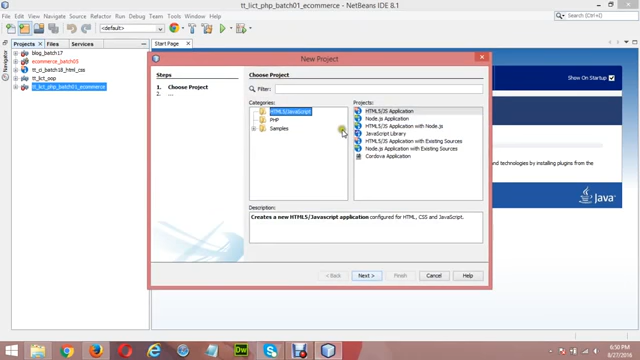 tt_lict_php_batch01_ecommerce - NetBeans IDE 8.1
File Edit View Navigate Source Refactor Run Debug Team Tools Window Help
Search (Ctrl+I)
<default>
Projects Files Services
Start Page
Navigator
blog_batch17
ecommerce_batch05
tt_ci_batch18_html_css
tt_lict_oop
tt_lict_php_batch01_ecommerce
New Project
Steps
1. Choose Project
2. ...
Choose Project
Filter:
Categories:
HTML5/JavaScript
PHP
Samples
Projects:
HTML5/JS Application
Node.js Application
HTML5/JS Application with Node.js
JavaScript Library
HTML5/JS Application with Existing Sources
Node.js Application with Existing Sources
Cordova Application
Description:
Creates a new HTML5/Javascript application configured for HTML, CSS and JavaScript.
< Back
Next >
Finish
Cancel
Help
Show On Startup
and technologies by installing plugins from the
Java
Dw
6:50 PM
8/27/2016